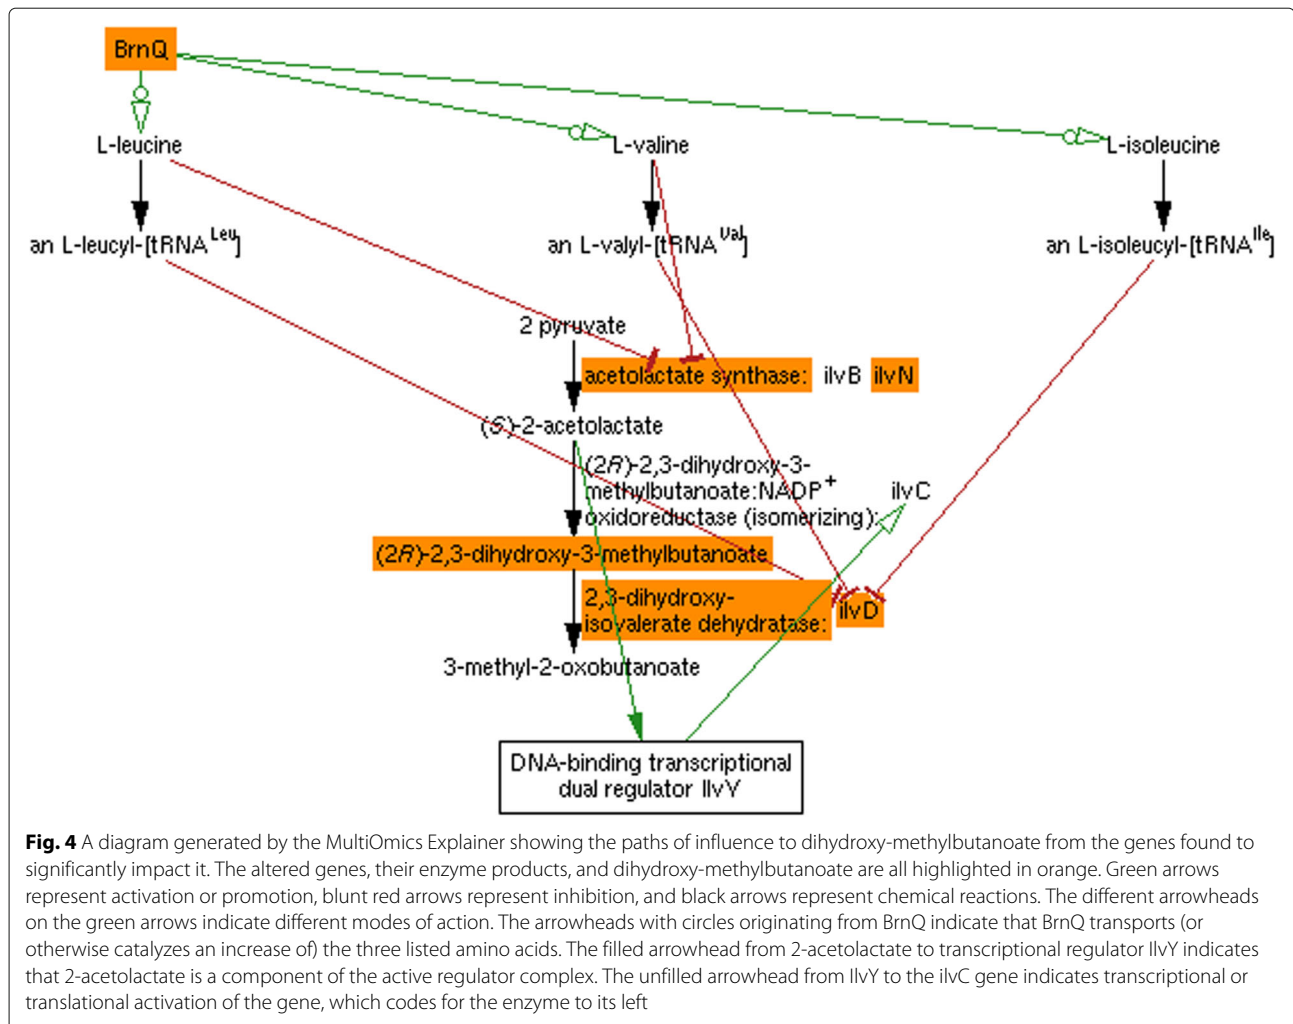 BrnQ
L-leucine
L-valine
L-isoleucine
an L-leucyl-[tRNA^Leu]
an L-valyl-[tRNA^Val]
an L-isoleucyl-[tRNA^Ile]
2 pyruvate
acetolactate synthase: ilvB ilvN
(S)-2-acetolactate
(2R)-2,3-dihydroxy-3-
methylbutanoate:NADP+
oxidoreductase (isomerizing):
ilvC
(2R)-2,3-dihydroxy-3-methylbutanoate
2,3-dihydroxy-
isovalerate dehydratase:
ilvD
3-methyl-2-oxobutanoate
DNA-binding transcriptional
dual regulator IlvY
Fig. 4 A diagram generated by the MultiOmics Explainer showing the paths of influence to dihydroxy-methylbutanoate from the genes found to
significantly impact it. The altered genes, their enzyme products, and dihydroxy-methylbutanoate are all highlighted in orange. Green arrows
represent activation or promotion, blunt red arrows represent inhibition, and black arrows represent chemical reactions. The different arrowheads
on the green arrows indicate different modes of action. The arrowheads with circles originating from BrnQ indicate that BrnQ transports (or
otherwise catalyzes an increase of) the three listed amino acids. The filled arrowhead from 2-acetolactate to transcriptional regulator IlvY indicates
that 2-acetolactate is a component of the active regulator complex. The unfilled arrowhead from IlvY to the ilvC gene indicates transcriptional or
translational activation of the gene, which codes for the enzyme to its left